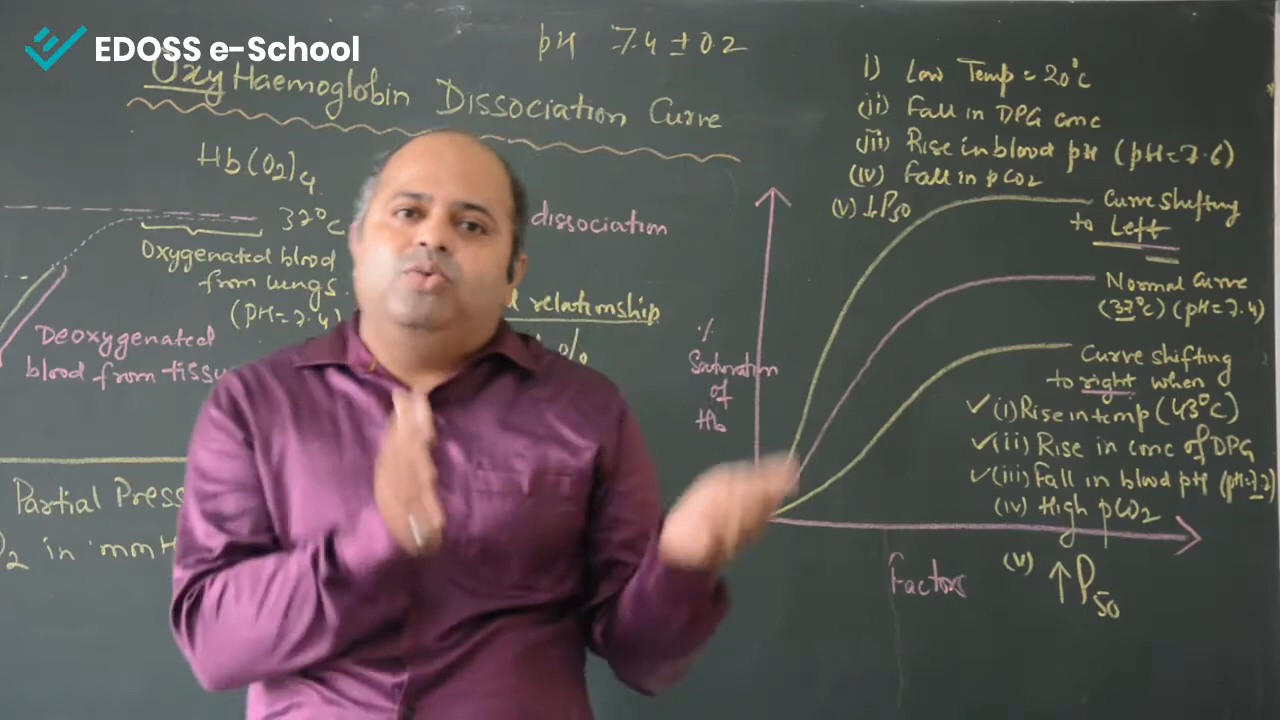 EDOSS e-School
pH 7.4 ± 0.2
Oxy Haemoglobin Dissociation Curve
Hb(O2)4
37°C
Oxygenated blood
from lungs
(PH=7.4)
Deoxygenated
blood from tissu
dissociation
relationship
%
Partial Press
O2 in mmH
i) Low Temp = 20°C
(ii) Fall in DPG conc
(iii) Rise in blood pH (pH=7.6)
(iv) Fall in pCO2
(v) ↓P50
Curve shifting
to Left
Normal Curve
(37°C) (pH=7.4)
Curve shifting
to right when
✓(i) Rise in temp (43°C)
✓(ii) Rise in conc of DPG
✓(iii) Fall in blood pH (pH=7.2)
(iv) High pCO2
(v) ↑P50
%
Saturation
of
Hb
Factors